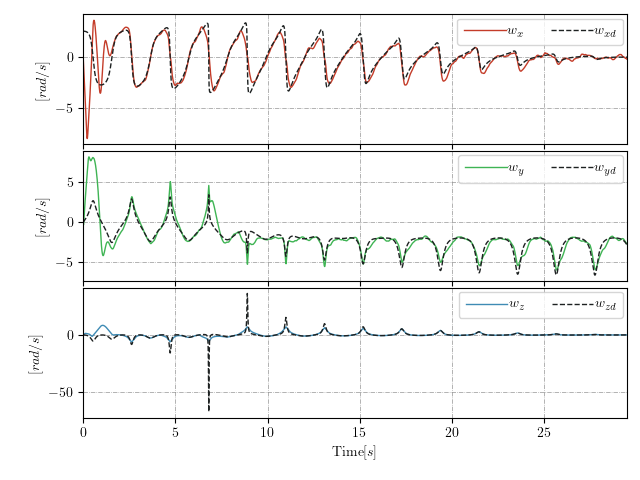 0
−5
[rad/s]
w_x w_xd
5
0
−5
[rad/s]
w_y w_yd
0
−50
[rad/s]
w_z w_zd
0 5 10 15 20 25
Time[s]